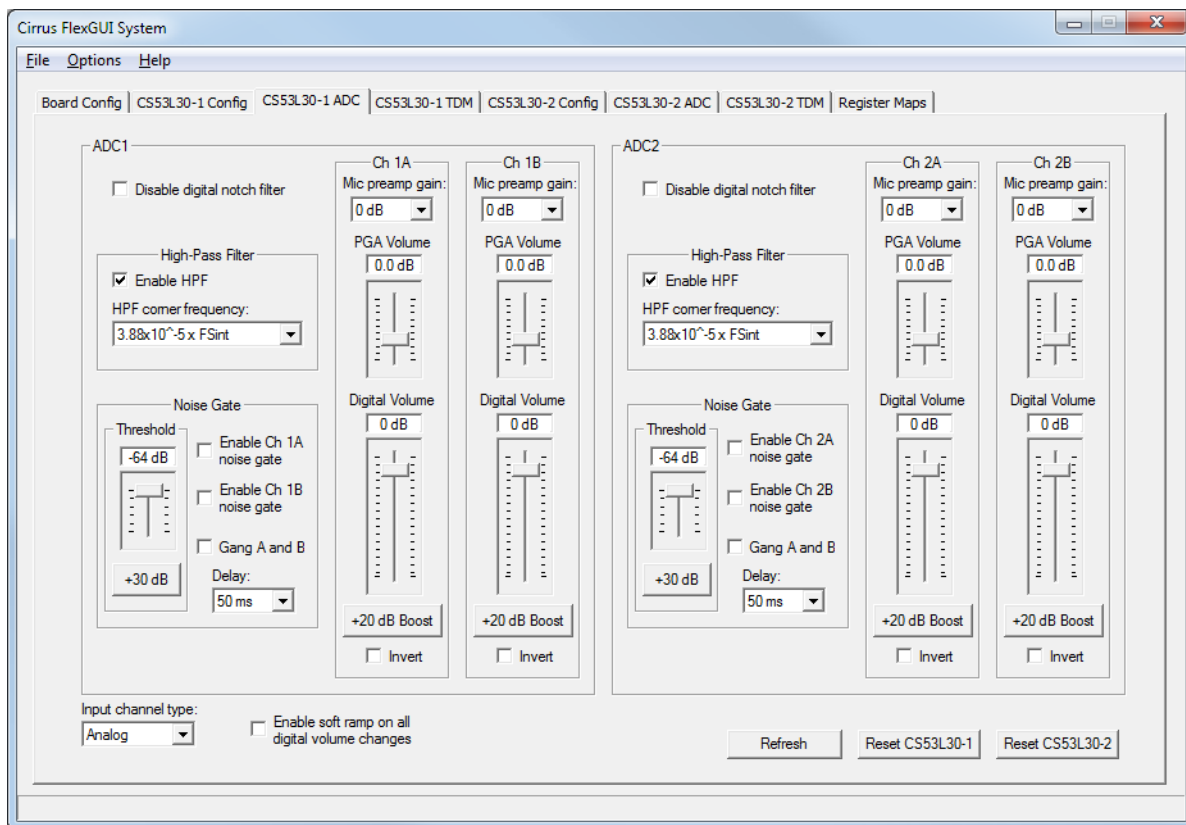 Cirrus FlexGUI System
File Options Help
Board Config CS53L30-1 Config CS53L30-1 ADC CS53L30-1 TDM CS53L30-2 Config CS53L30-2 ADC CS53L30-2 TDM Register Maps
ADC1
Disable digital notch filter
High-Pass Filter
Enable HPF
HPF corner frequency:
3.88x10^-5 x FSint
Noise Gate
Threshold
-64 dB
+30 dB
Enable Ch 1A
noise gate
Enable Ch 1B
noise gate
Gang A and B
Delay:
50 ms
Ch 1A
Mic preamp gain:
0 dB
PGA Volume
0.0 dB
Digital Volume
0 dB
+20 dB Boost
Invert
Ch 1B
Mic preamp gain:
0 dB
PGA Volume
0.0 dB
Digital Volume
0 dB
+20 dB Boost
Invert
ADC2
Disable digital notch filter
High-Pass Filter
Enable HPF
HPF corner frequency:
3.88x10^-5 x FSint
Noise Gate
Threshold
-64 dB
+30 dB
Enable Ch 2A
noise gate
Enable Ch 2B
noise gate
Gang A and B
Delay:
50 ms
Ch 2A
Mic preamp gain:
0 dB
PGA Volume
0.0 dB
Digital Volume
0 dB
+20 dB Boost
Invert
Ch 2B
Mic preamp gain:
0 dB
PGA Volume
0.0 dB
Digital Volume
0 dB
+20 dB Boost
Invert
Input channel type:
Analog
Enable soft ramp on all
digital volume changes
Refresh
Reset CS53L30-1
Reset CS53L30-2